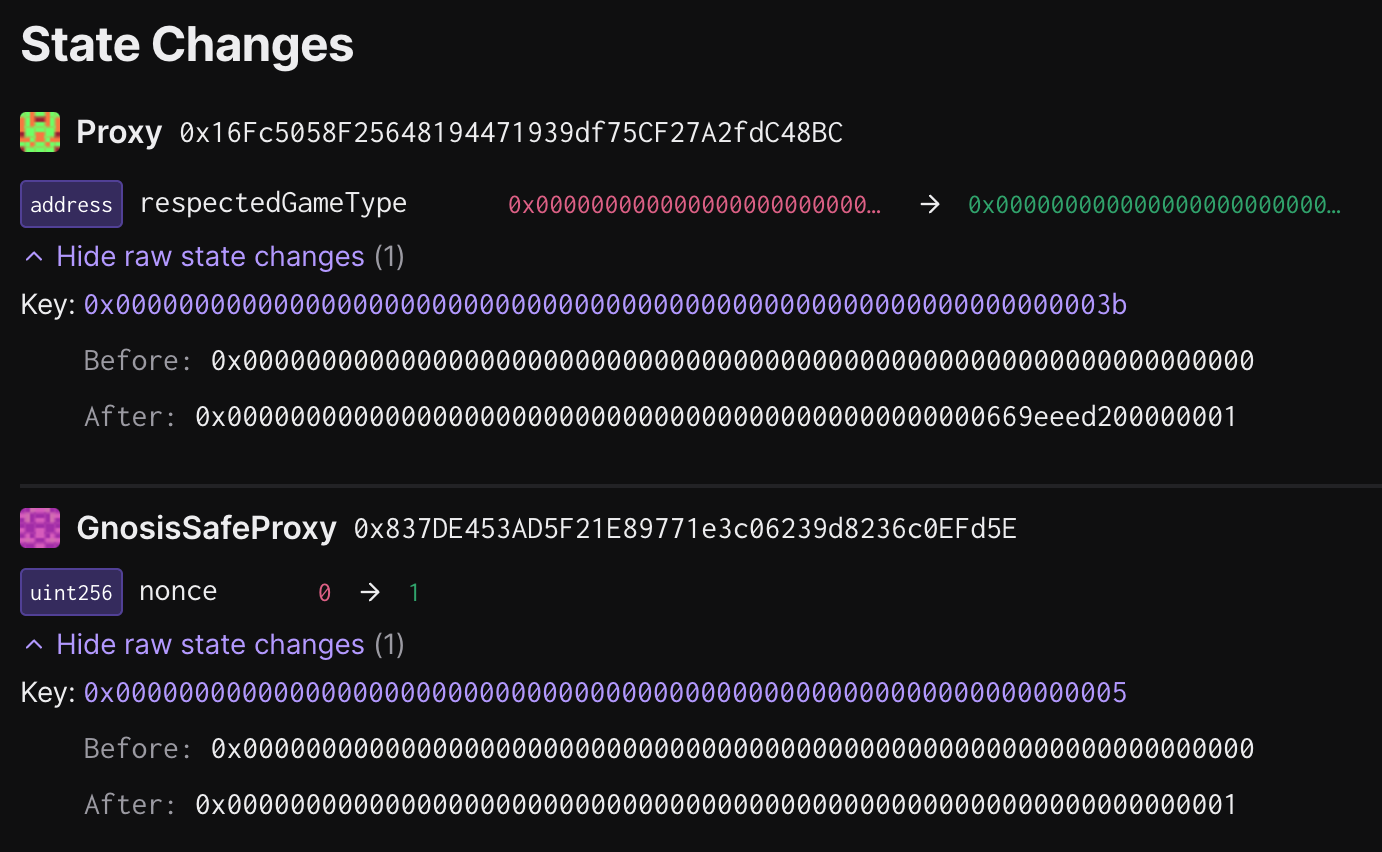 State Changes
Proxy 0x16Fc5058F25648194471939df75CF27A2fdC48BC
address respectedGameType 0x000000000000000000000000… → 0x000000000000000000000000…
Hide raw state changes (1)
Key: 0x000000000000000000000000000000000000000000000000000000000000003b
Before: 0x0000000000000000000000000000000000000000000000000000000000000000
After: 0x000000000000000000000000000000000000000000000000669eeed200000001
GnosisSafeProxy 0x837DE453AD5F21E89771e3c06239d8236c0EFd5E
uint256 nonce 0 → 1
Hide raw state changes (1)
Key: 0x0000000000000000000000000000000000000000000000000000000000000005
Before: 0x0000000000000000000000000000000000000000000000000000000000000000
After: 0x0000000000000000000000000000000000000000000000000000000000000001